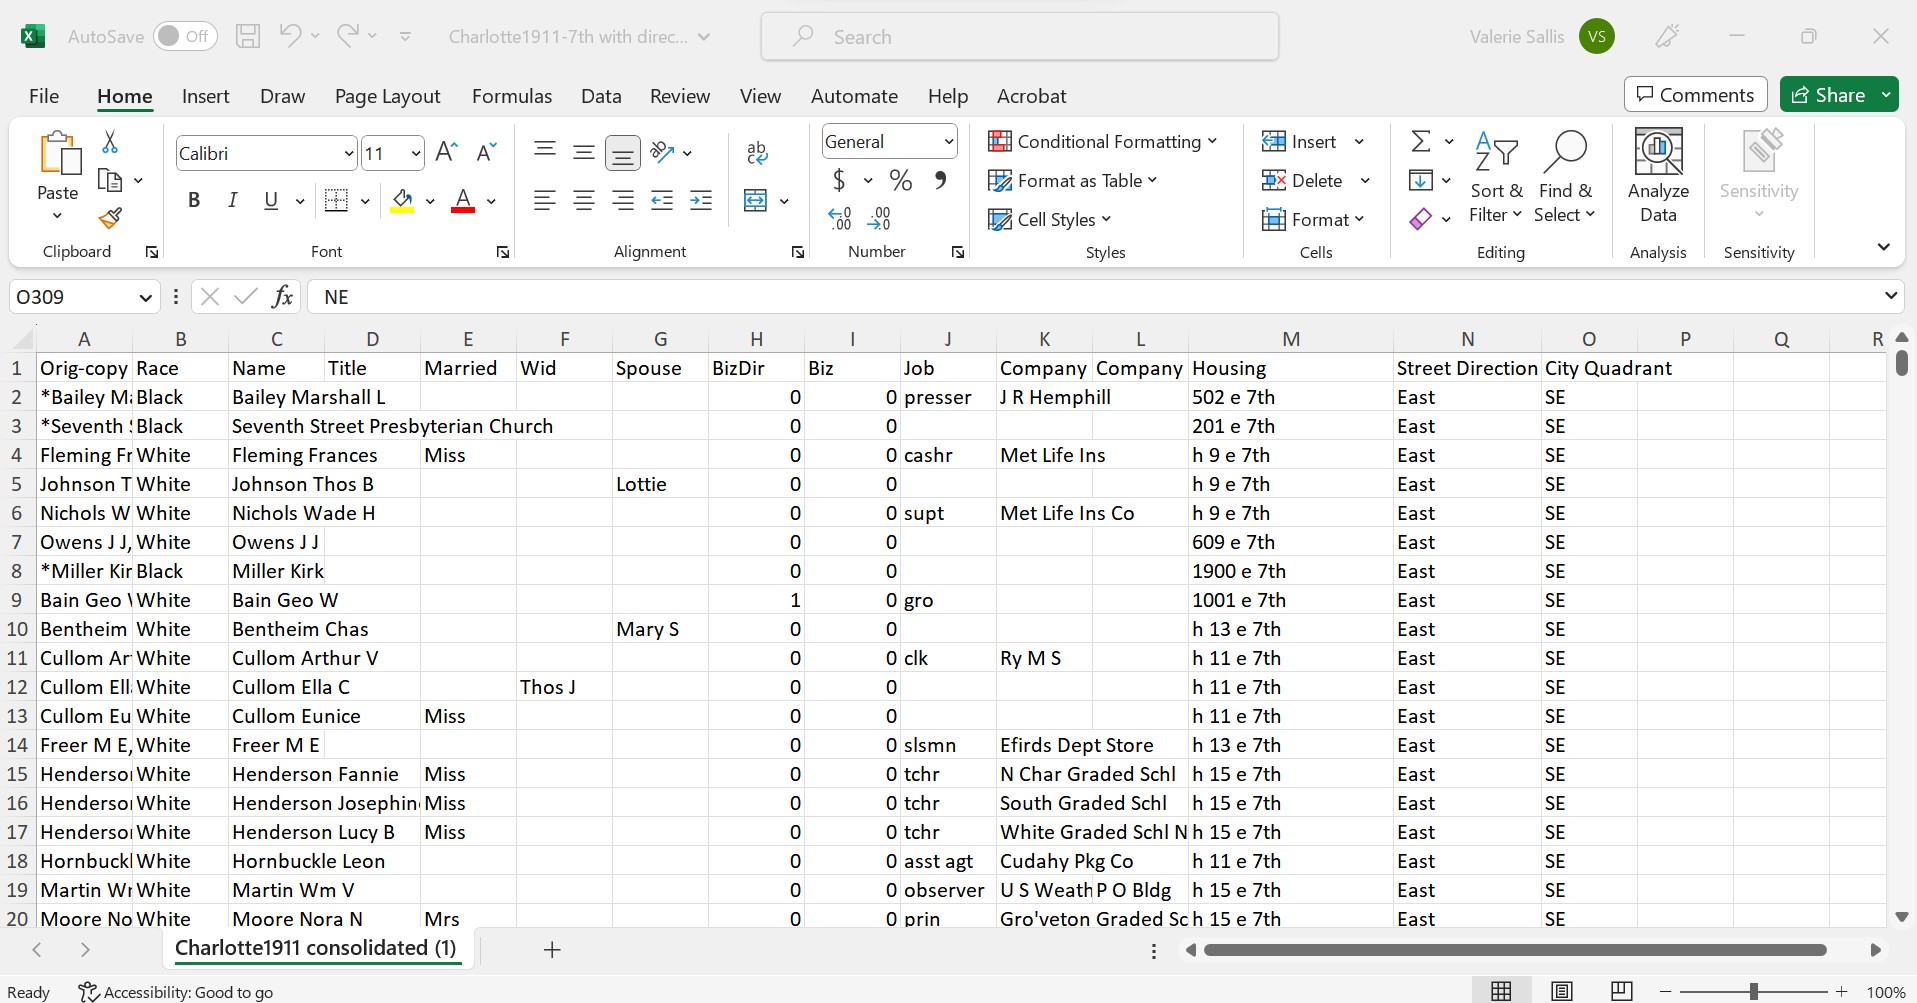 AutoSave Off Charlotte1911-7th with direc... Search Valerie Sallis VS
File Home Insert Draw Page Layout Formulas Data Review View Automate Help Acrobat Comments Share
Paste Calibri 11 General Conditional Formatting Insert Analyze Sensitivity
B I U ab c $ % Format as Table Delete Sort & Find & Data
Cell Styles Format Filter Select
Clipboard Font Alignment Number Styles Cells Editing Analysis Sensitivity
O309 fx NE
A B C D E F G H I J K L M N O P Q R
1 Orig-copy Race Name Title Married Wid Spouse BizDir Biz Job Company Company Housing Street Direction City Quadrant
2 *Bailey Ma Black Bailey Marshall L 0 0 presser J R Hemphill 502 e 7th East SE
3 *Seventh Black Seventh Street Presbyterian Church 0 0 201 e 7th East SE
4 Fleming Fr White Fleming Frances Miss 0 0 cashr Met Life Ins h 9 e 7th East SE
5 Johnson T White Johnson Thos B Lottie 0 0 h 9 e 7th East SE
6 Nichols W White Nichols Wade H 0 0 supt Met Life Ins Co h 9 e 7th East SE
7 Owens J J, White Owens J J 0 0 609 e 7th East SE
8 *Miller Kir Black Miller Kirk 0 0 1900 e 7th East SE
9 Bain Geo White Bain Geo W 1 0 gro 1001 e 7th East SE
10 Bentheim White Bentheim Chas Mary S 0 0 h 13 e 7th East SE
11 Cullom Art White Cullom Arthur V 0 0 clk Ry M S h 11 e 7th East SE
12 Cullom Ell White Cullom Ella C Thos J 0 0 h 11 e 7th East SE
13 Cullom Eu White Cullom Eunice Miss 0 0 h 11 e 7th East SE
14 Freer M E, White Freer M E 0 0 slsmn Efirds Dept Store h 13 e 7th East SE
15 Henderso White Henderson Fannie Miss 0 0 tchr N Char Graded Schl h 15 e 7th East SE
16 Henderso White Henderson Josephin Miss 0 0 tchr South Graded Schl h 15 e 7th East SE
17 Henderso White Henderson Lucy B Miss 0 0 tchr White Graded Schl N h 15 e 7th East SE
18 Hornbuckl White Hornbuckle Leon 0 0 asst agt Cudahy Pkg Co h 11 e 7th East SE
19 Martin Wm White Martin Wm V 0 0 observer U S Weath P O Bldg h 15 e 7th East SE
20 Moore No White Moore Nora N Mrs 0 0 prin Gro'veton Graded Sc h 15 e 7th East SE
Charlotte1911 consolidated (1)
Ready Accessibility: Good to go 100%